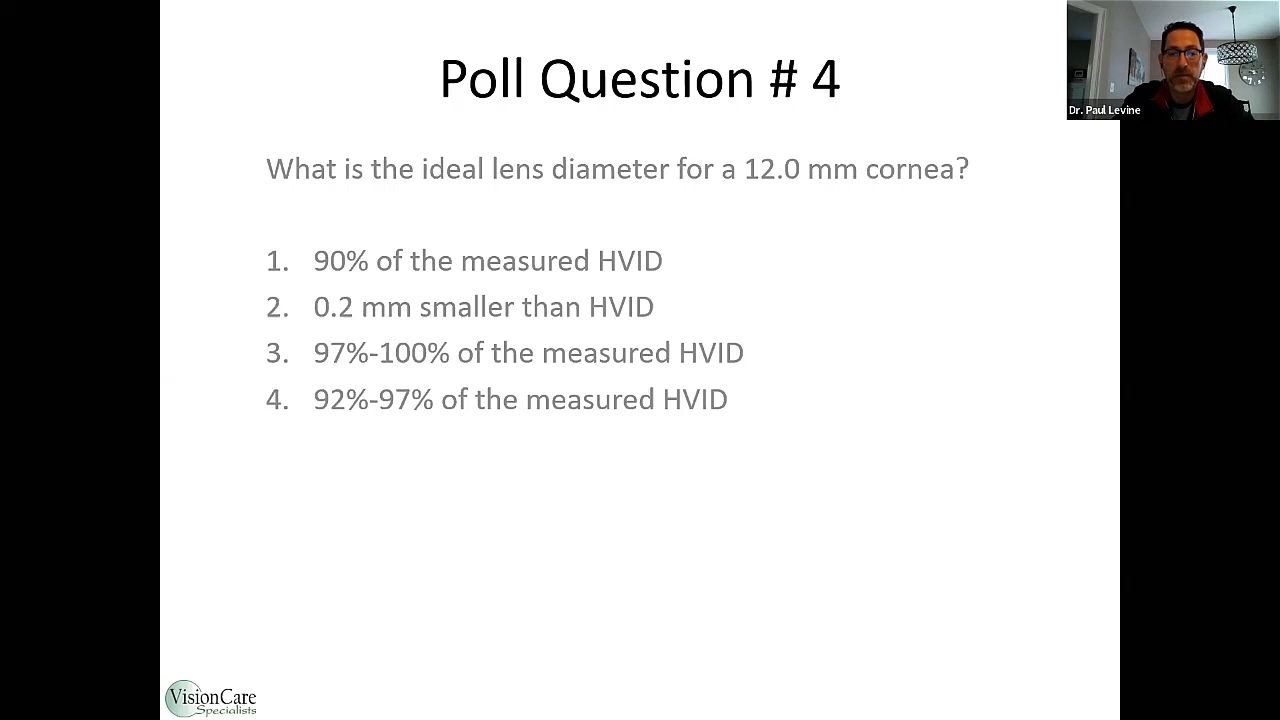 Poll Question # 4
Dr. Paul Levine
What is the ideal lens diameter for a 12.0 mm cornea?
1. 90% of the measured HVID
2. 0.2 mm smaller than HVID
3. 97%-100% of the measured HVID
4. 92%-97% of the measured HVID
VisionCare
Specialists